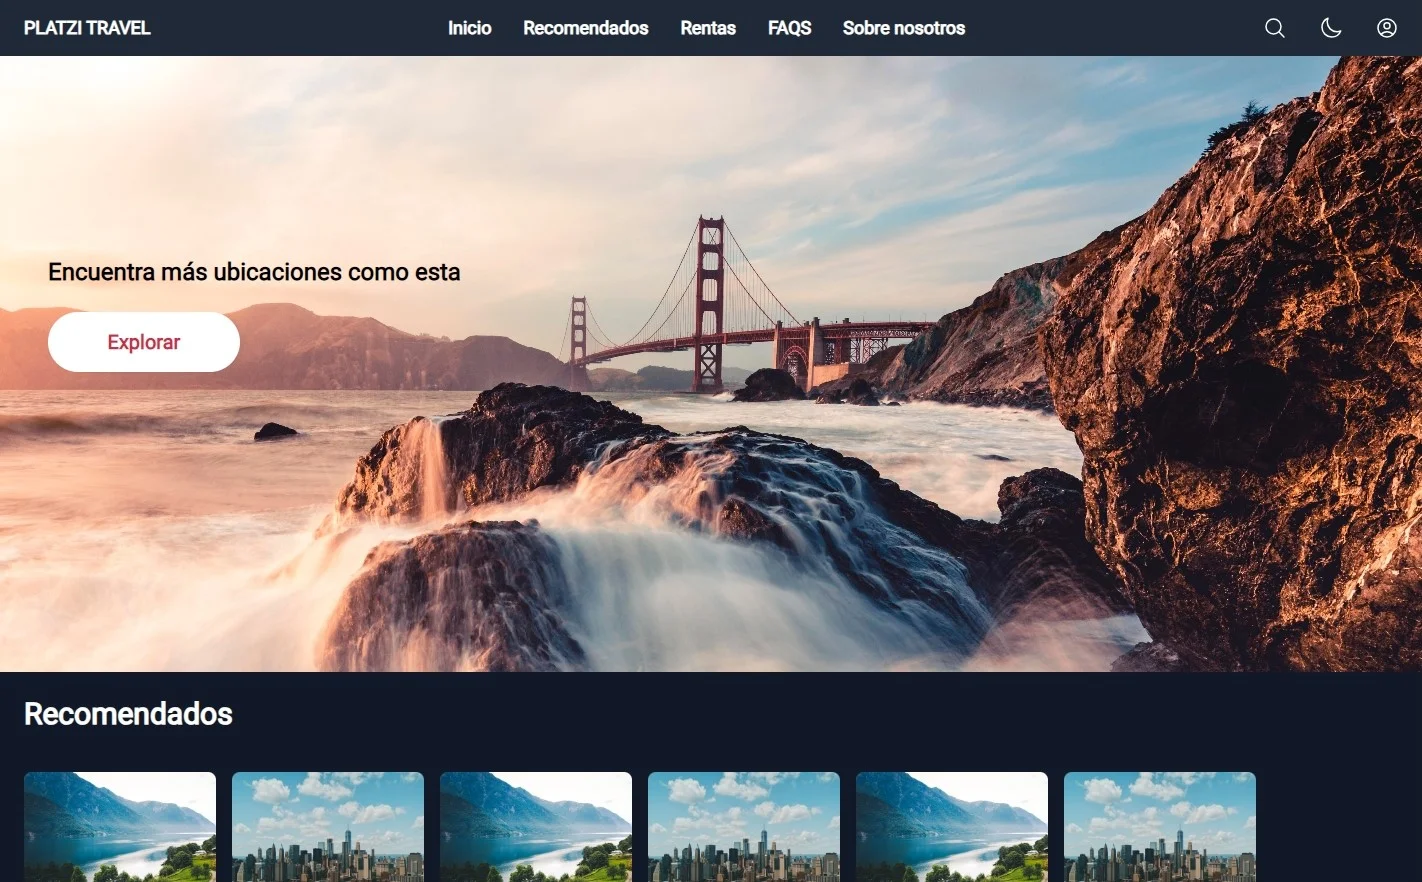 PLATZI TRAVEL
Inicio Recomendados Rentas FAQS Sobre nosotros
Encuentra más ubicaciones como esta
Explorar
Recomendados